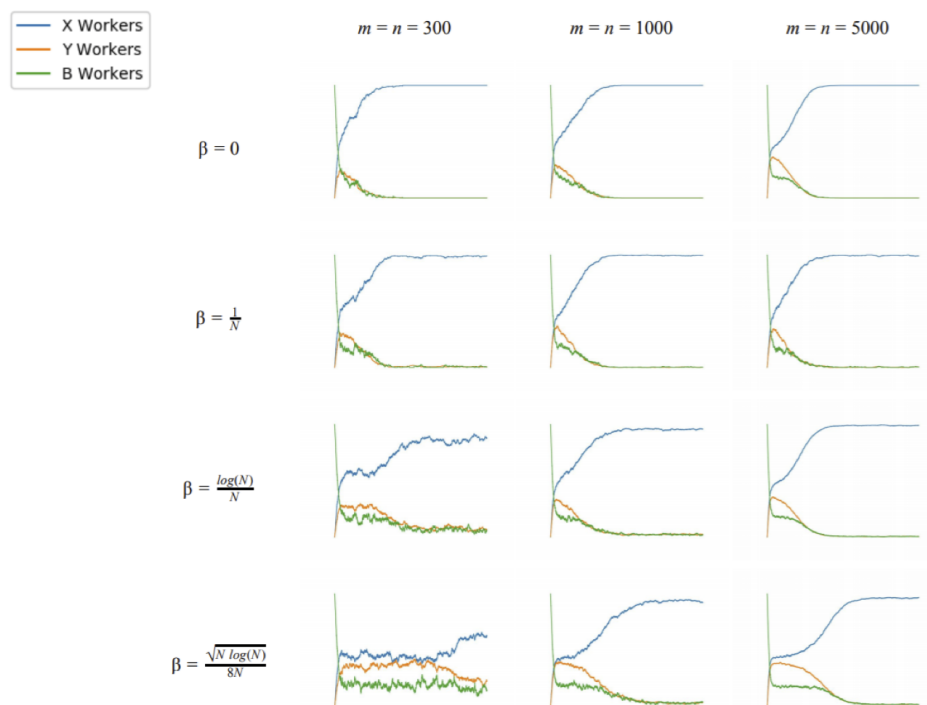 X Workers
Y Workers
B Workers
m = n = 300 m = n = 1000 m = n = 5000
β = 0
β = 1/N
β = log(N)/N
β = √(N log(N))/8N